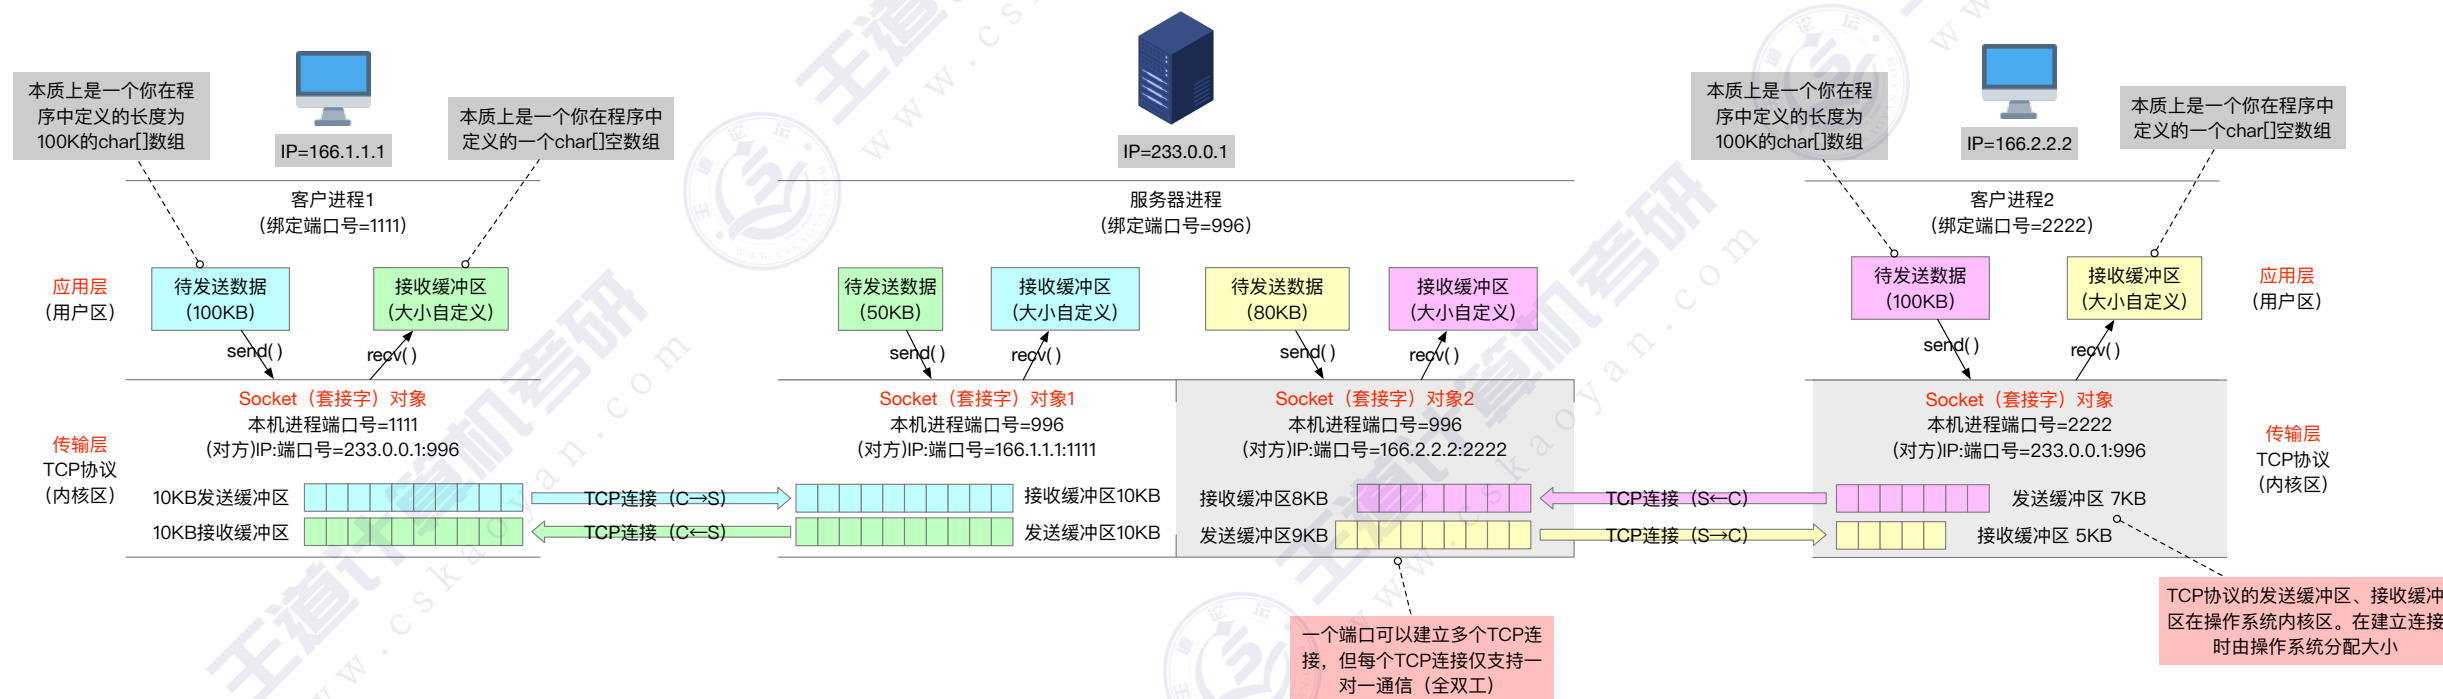 本质上是一个你在程
序中定义的长度为
100K的char[]数组
IP=166.1.1.1
本质上是一个你在程序中
定义的一个char[]空数组
IP=233.0.0.1
本质上是一个你在程
序中定义的长度为
100K的char[]数组
IP=166.2.2.2
本质上是一个你在程序中
定义的一个char[]空数组
客户进程1
(绑定端口号=1111)
服务器进程
(绑定端口号=996)
客户进程2
(绑定端口号=2222)
应用层
(用户区)
待发送数据
(100KB)
接收缓冲区
(大小自定义)
待发送数据
(50KB)
接收缓冲区
(大小自定义)
待发送数据
(80KB)
接收缓冲区
(大小自定义)
待发送数据
(100KB)
接收缓冲区
(大小自定义)
应用层
(用户区)
send( )
recv( )
send( )
recv( )
send( )
recv( )
send( )
recv( )
传输层
TCP协议
(内核区)
Socket（套接字）对象
本机进程端口号=1111
(对方)IP:端口号=233.0.0.1:996
Socket（套接字）对象1
本机进程端口号=996
(对方)IP:端口号=166.1.1.1:1111
Socket（套接字）对象2
本机进程端口号=996
(对方)IP:端口号=166.2.2.2:2222
Socket（套接字）对象
本机进程端口号=2222
(对方)IP:端口号=233.0.0.1:996
传输层
TCP协议
(内核区)
10KB发送缓冲区
TCP连接（C→S）
接收缓冲区10KB
接收缓冲区8KB
TCP连接（S←C）
发送缓冲区 7KB
10KB接收缓冲区
TCP连接（C←S）
发送缓冲区10KB
发送缓冲区9KB
TCP连接（S→C）
接收缓冲区 5KB
一个端口可以建立多个TCP连
接，但每个TCP连接仅支持一
对一通信（全双工）
TCP协议的发送缓冲区、接收缓冲
区在操作系统内核区。在建立连接
时由操作系统分配大小
王道计算机考研
www.cskaoyan.com
王道计算机考研
www.cskaoyan.com
王道论坛
WWW.CSKAOYAN.COM